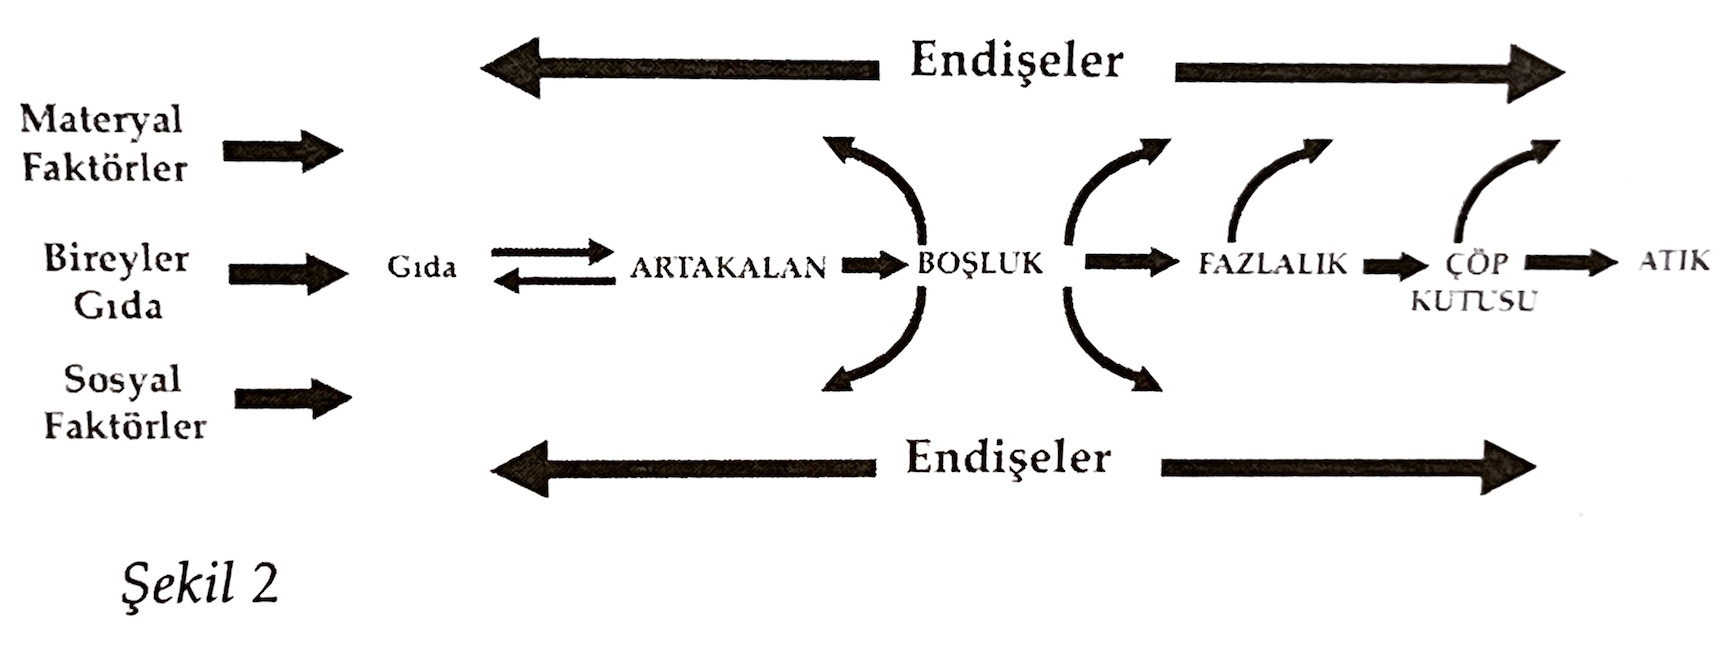 Endişeler
Materyal
Faktörler
Bireyler
Gıda
Gıda
ARTAKALAN
BOŞLUK
FAZLALIK
ÇÖP
KUTUSU
ATIK
Sosyal
Faktörler
Endişeler
Şekil 2